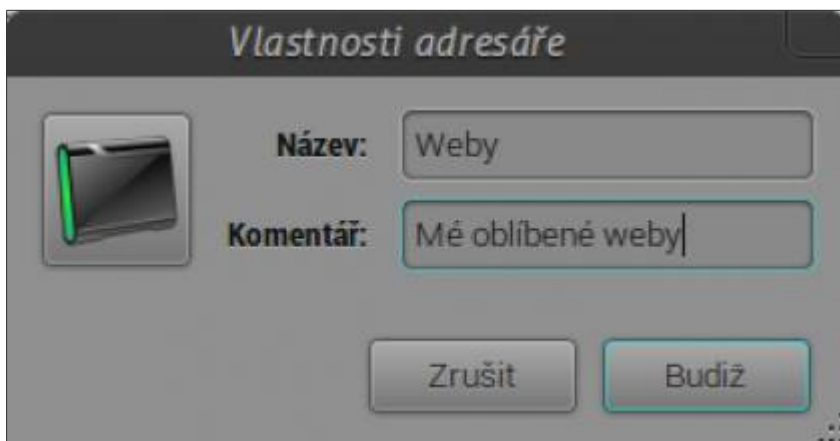 Vlastnosti adresáře
Název: Weby
Komentář: Mé oblíbené weby
Zrušit Budiž